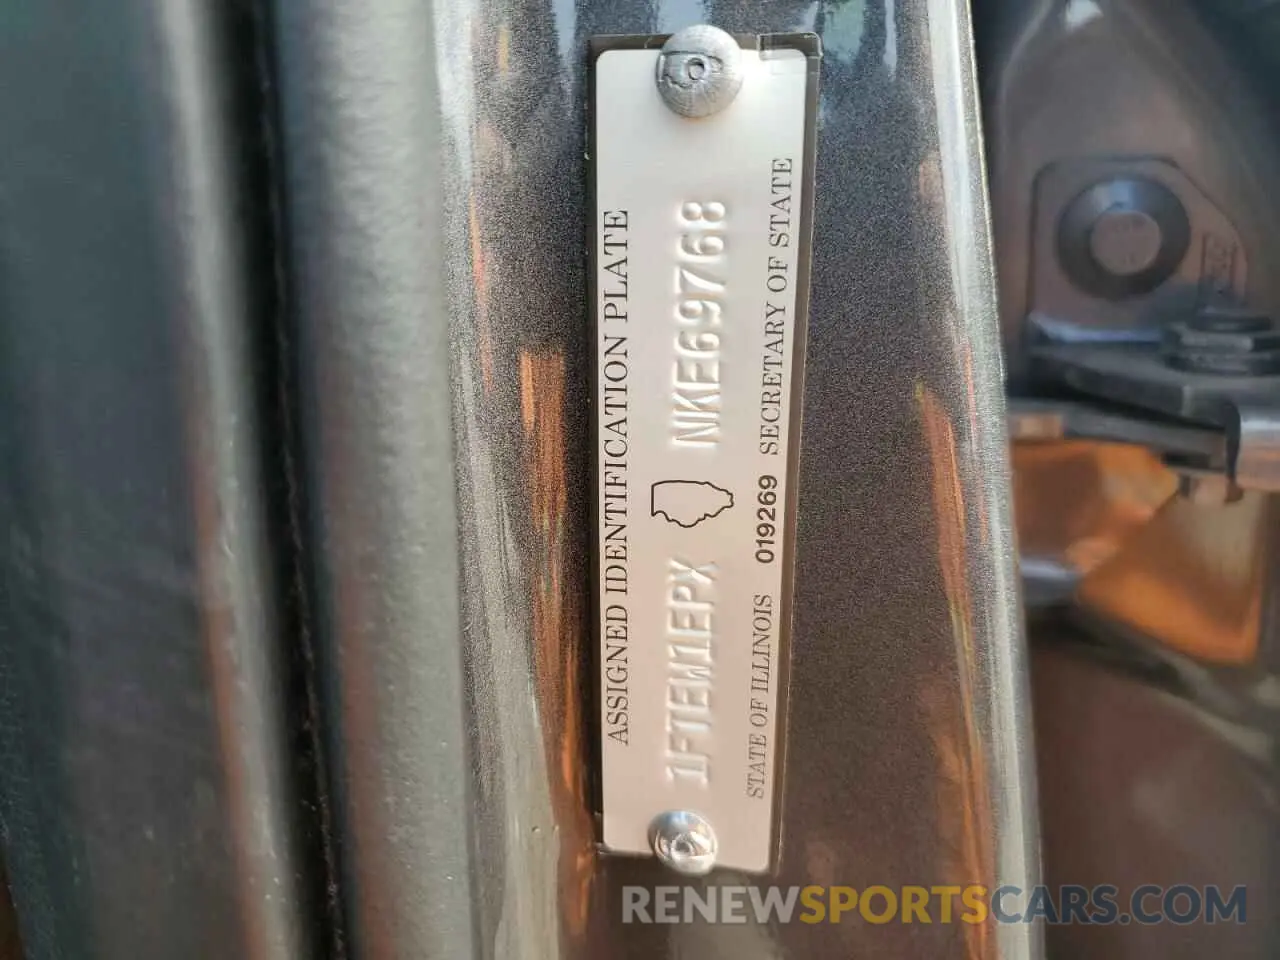 ASSIGNED IDENTIFICATION PLATE
1FTEW1EPX NKE69768
STATE OF ILLINOIS 019269 SECRETARY OF STATE
RENEWSPORTSCARS.COM